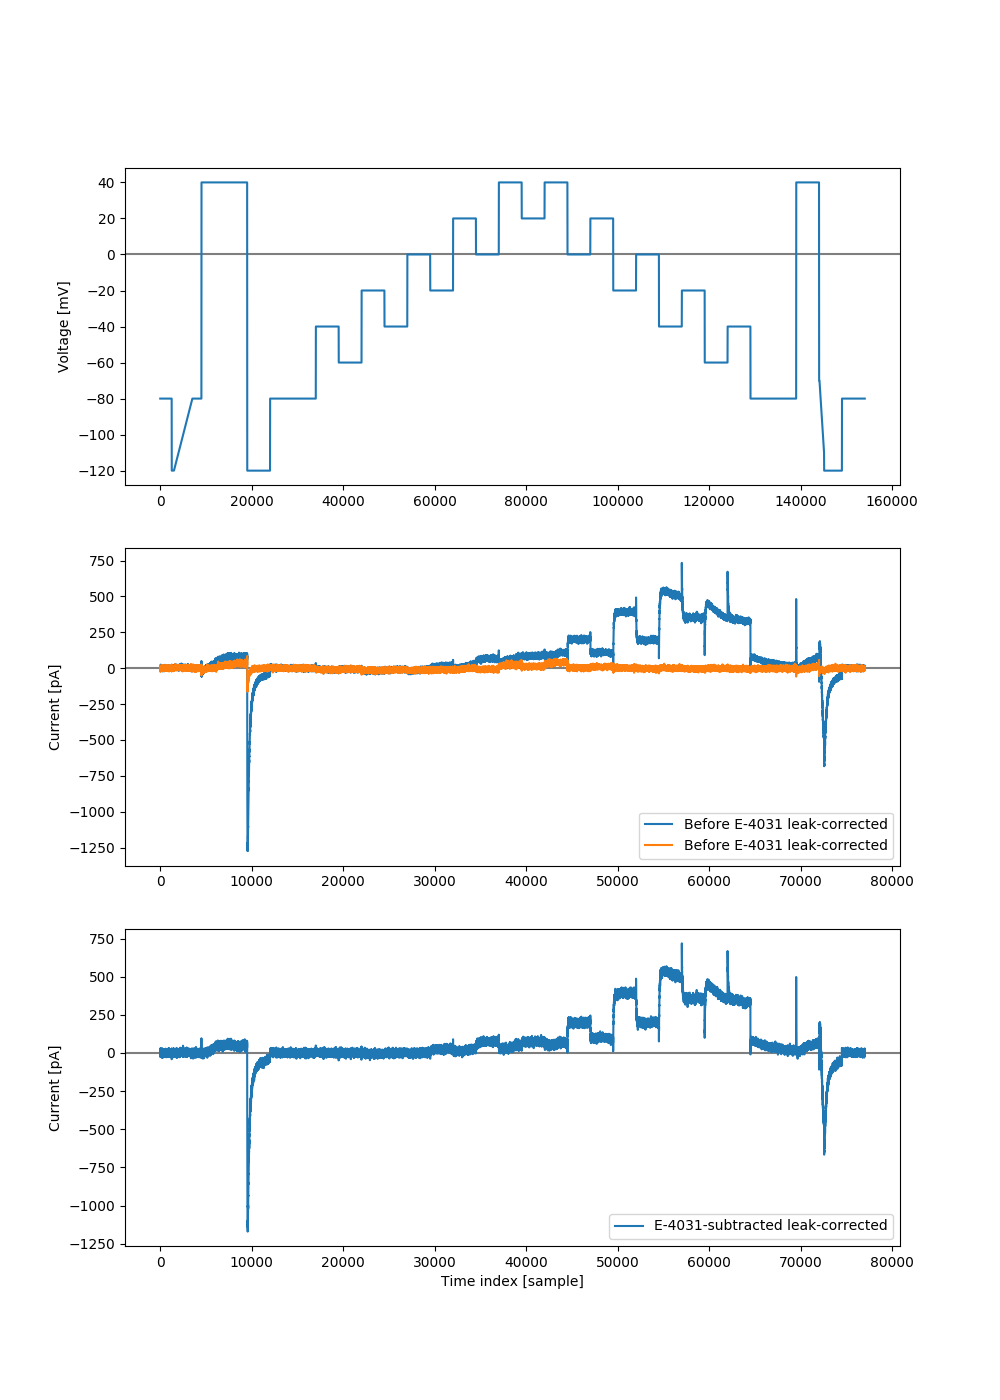 40
20
0
−20
−40
−60
−80
−100
−120
Voltage [mV]
0 20000 40000 60000 80000 100000 120000 140000 160000
750
500
250
0
−250
−500
−750
−1000
−1250
Current [pA]
Before E-4031 leak-corrected
Before E-4031 leak-corrected
0 10000 20000 30000 40000 50000 60000 70000 80000
750
500
250
0
−250
−500
−750
−1000
−1250
Current [pA]
E-4031-subtracted leak-corrected
0 10000 20000 30000 40000 50000 60000 70000 80000
Time index [sample]